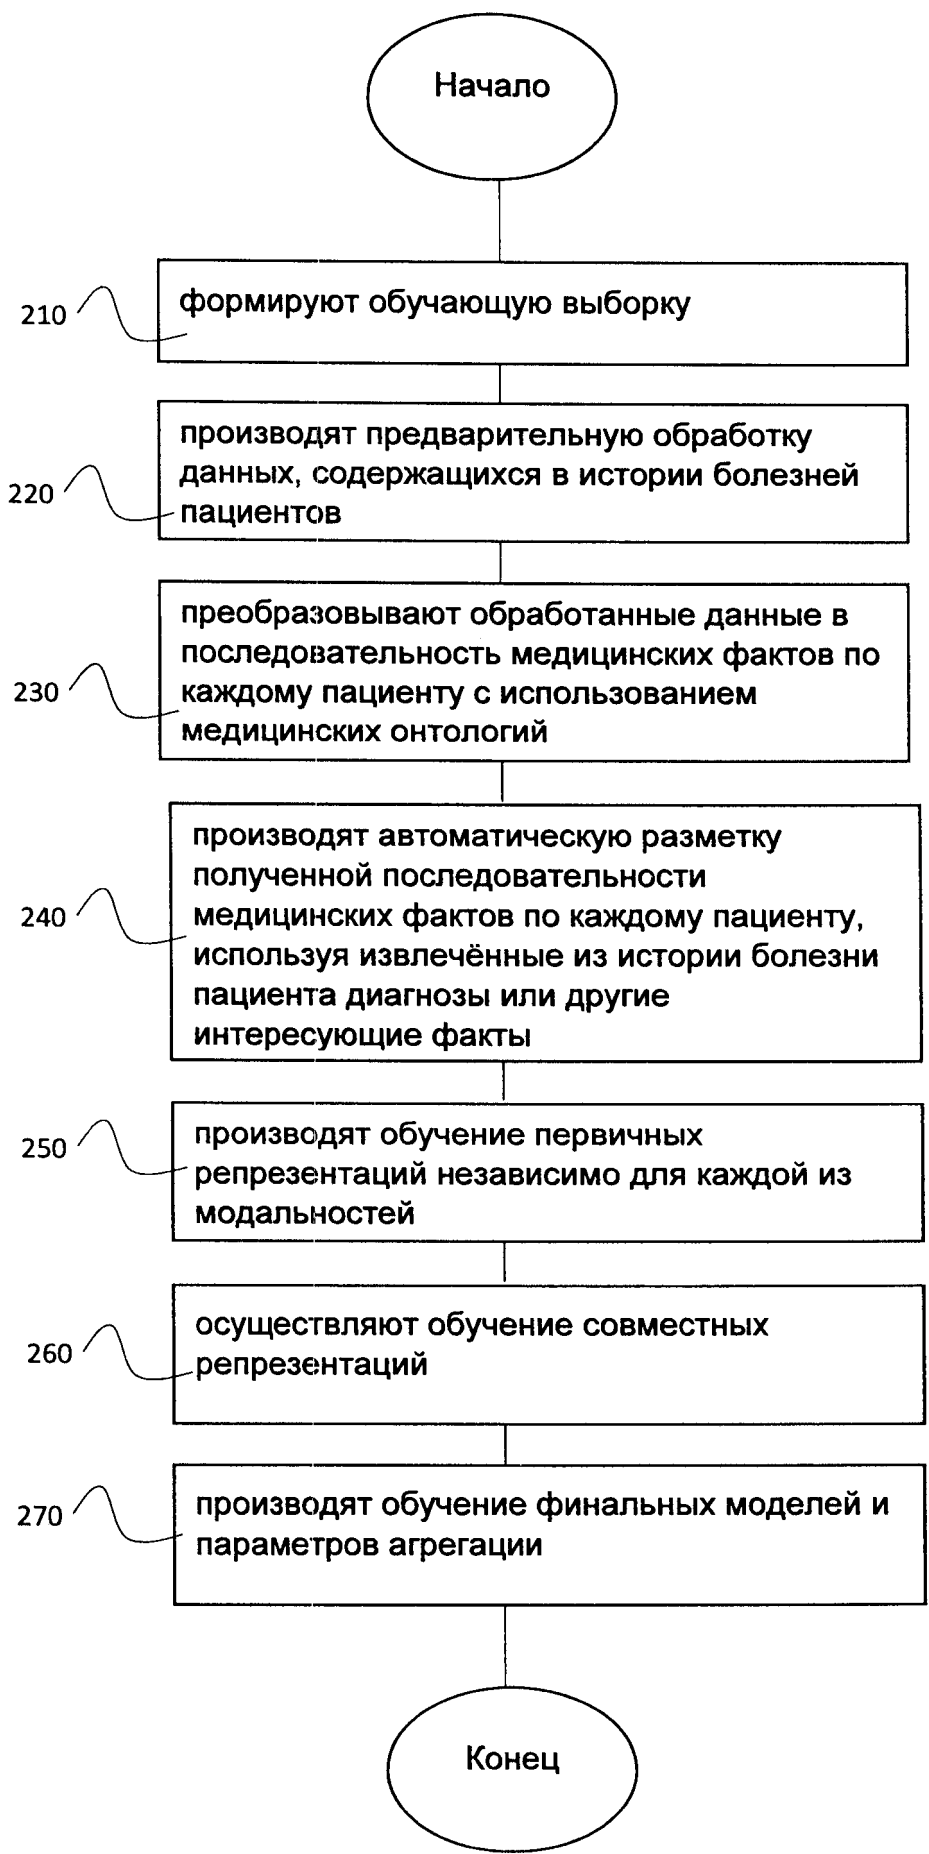 Начало
210
формируют обучающую выборку
220
производят предварительную обработку
данных, содержащихся в истории болезней
пациентов
230
преобразовывают обработанные данные в
последовательность медицинских фактов по
каждому пациенту с использованием
медицинских онтологий
240
производят автоматическую разметку
полученной последовательности
медицинских фактов по каждому пациенту,
используя извлечённые из истории болезни
пациента диагнозы или другие
интересующие факты
250
производят обучение первичных
репрезентаций независимо для каждой из
модальностей
260
осуществляют обучение совместных
репрезентаций
270
производят обучение финальных моделей и
параметров агрегации
Конец